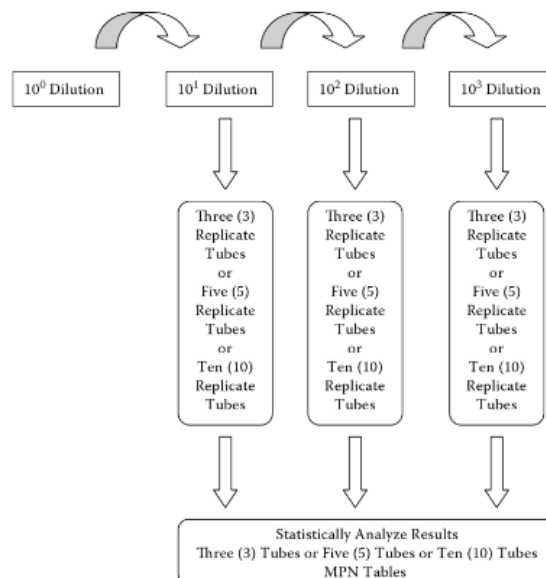 10⁰ Dilution
10¹ Dilution
10² Dilution
10³ Dilution
Three (3)
Replicate
Tubes
or
Five (5)
Replicate
Tubes
or
Ten (10)
Replicate
Tubes
Three (3)
Replicate
Tubes
or
Five (5)
Replicate
Tubes
or
Ten (10)
Replicate
Tubes
Three (3)
Replicate
Tubes
or
Five (5)
Replicate
Tubes
or
Ten (10)
Replicate
Tubes
Statistically Analyze Results
Three (3) Tubes or Five (5) Tubes or Ten (10) Tubes
MPN Tables